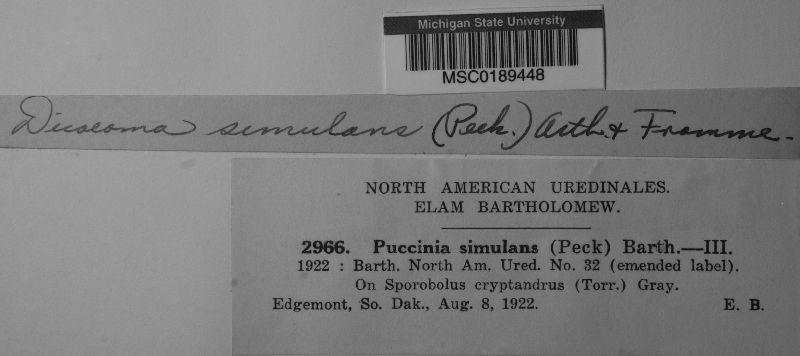 Michigan State University
MSC0189448
Dicaeoma simulans (Peck.) Arth. & Fromme.
NORTH AMERICAN UREDINALES.
ELAM BARTHOLOMEW.
2966. Puccinia simulans (Peck) Barth.—III.
1922 : Barth. North Am. Ured. No. 32 (emended label).
On Sporobolus cryptandrus (Torr.) Gray.
Edgemont, So. Dak., Aug. 8, 1922. E. B.